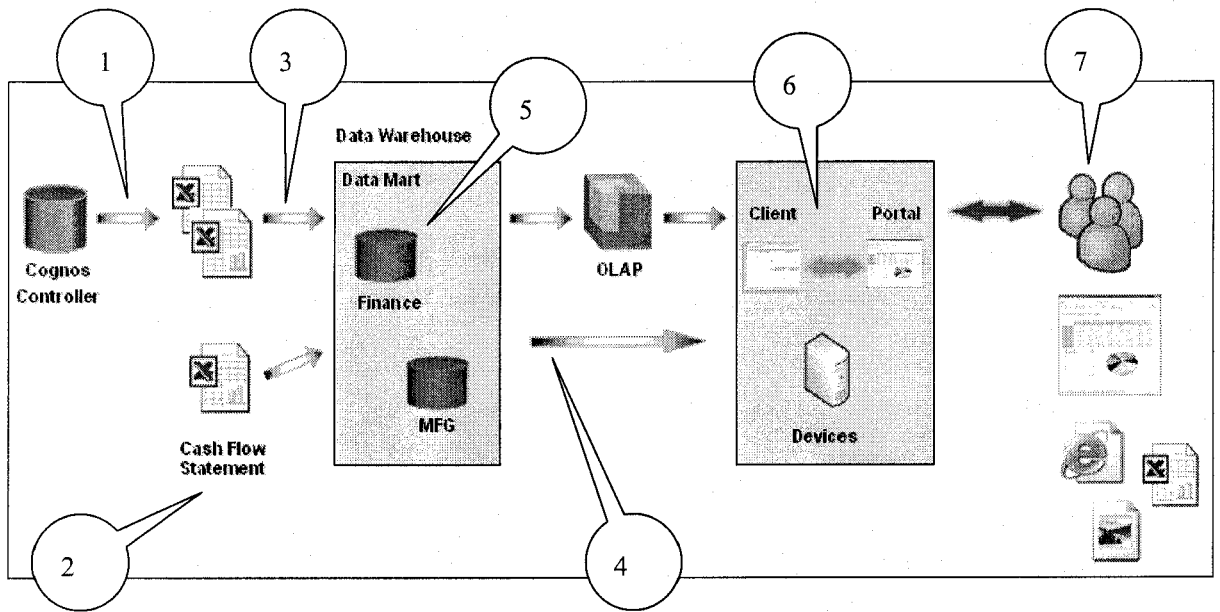 1
3
5
6
7
Data Warehouse
Data Mart
Client
Portal
Cognos
Controller
OLAP
Finance
MFG
Devices
Cash Flow
Statement
2
4